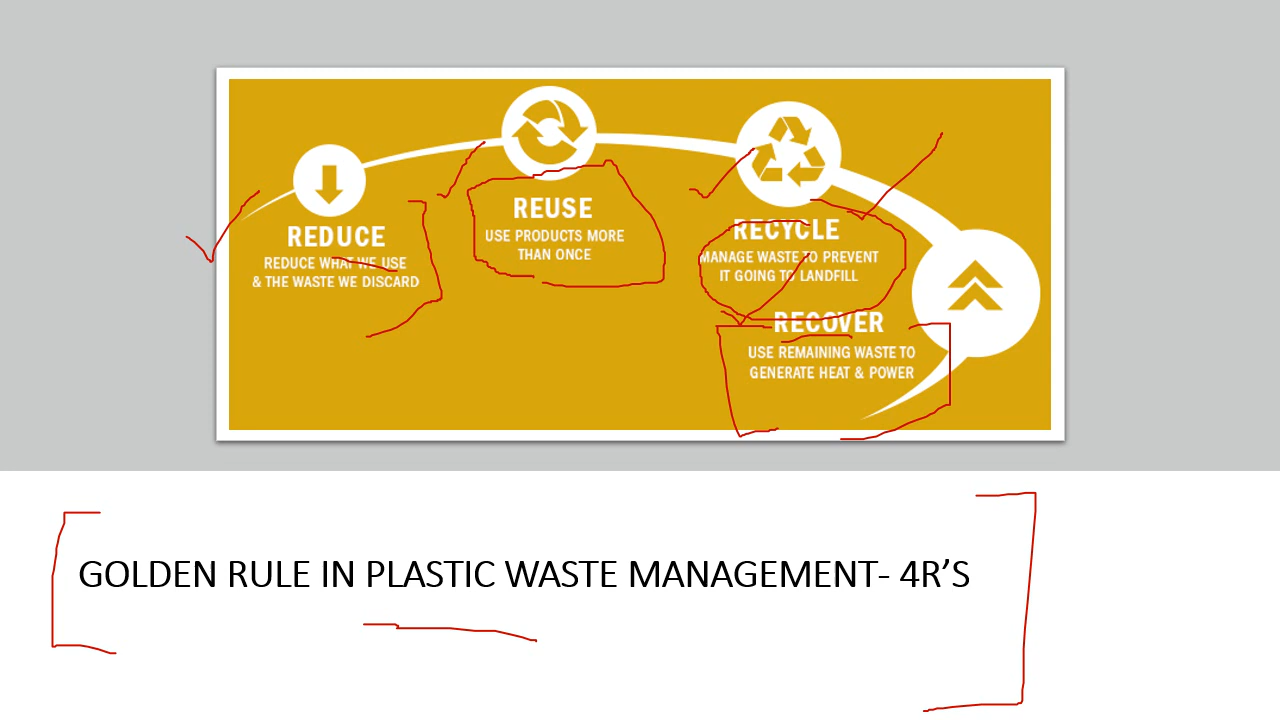 REDUCE
REDUCE WHAT WE USE
& THE WASTE WE DISCARD
REUSE
USE PRODUCTS MORE
THAN ONCE
RECYCLE
MANAGE WASTE TO PREVENT
IT GOING TO LANDFILL
RECOVER
USE REMAINING WASTE TO
GENERATE HEAT & POWER
GOLDEN RULE IN PLASTIC WASTE MANAGEMENT- 4R’S